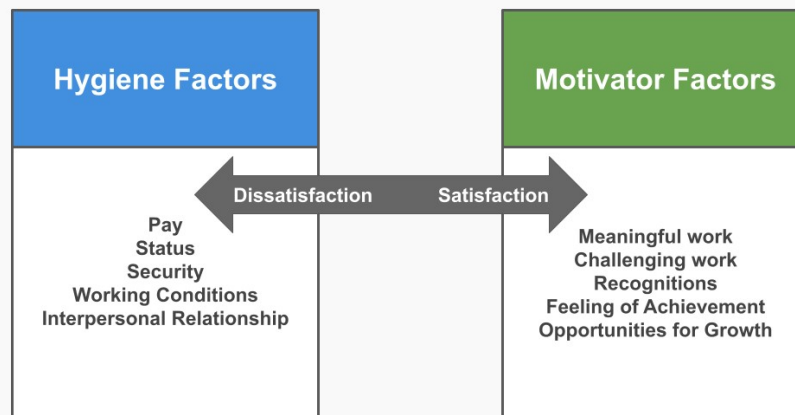 Hygiene Factors
Motivator Factors
Dissatisfaction
Satisfaction
Pay
Status
Security
Working Conditions
Interpersonal Relationship
Meaningful work
Challenging work
Recognitions
Feeling of Achievement
Opportunities for Growth